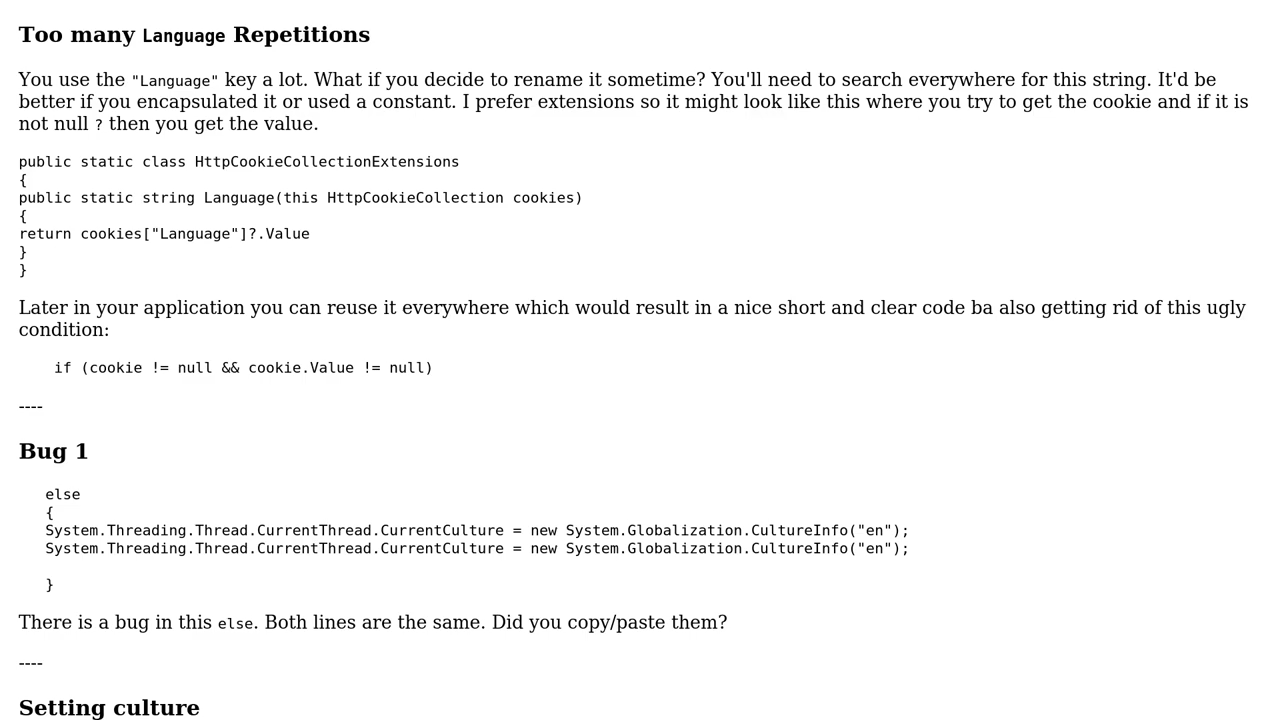 Too many Language Repetitions
You use the "Language" key a lot. What if you decide to rename it sometime? You'll need to search everywhere for this string. It'd be
better if you encapsulated it or used a constant. I prefer extensions so it might look like this where you try to get the cookie and if it is
not null ? then you get the value.
public static class HttpCookieCollectionExtensions
{
public static string Language(this HttpCookieCollection cookies)
{
return cookies["Language"]?.Value
}
}
Later in your application you can reuse it everywhere which would result in a nice short and clear code ba also getting rid of this ugly
condition:
if (cookie != null && cookie.Value != null)
----
Bug 1
else
{
System.Threading.Thread.CurrentThread.CurrentCulture = new System.Globalization.CultureInfo("en");
System.Threading.Thread.CurrentThread.CurrentCulture = new System.Globalization.CultureInfo("en");
}
There is a bug in this else. Both lines are the same. Did you copy/paste them?
----
Setting culture